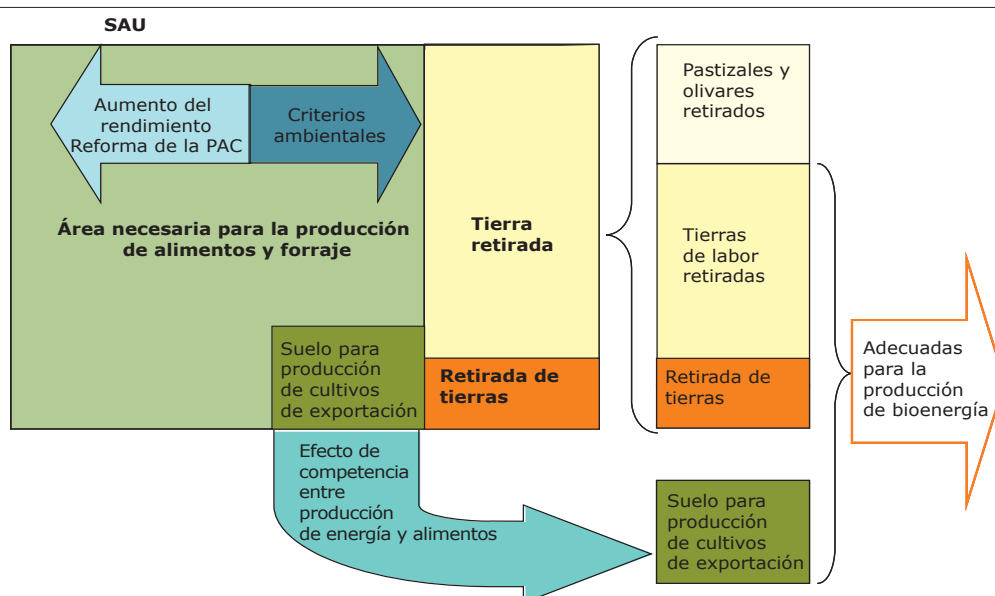 SAU
Aumento del
rendimiento
Reforma de la PAC
Criterios
ambientales
Área necesaria para la producción
de alimentos y forraje
Suelo para
producción
de cultivos
de exportación
Tierra
retirada
Retirada de
tierras
Efecto de
competencia
entre
producción
de energía y alimentos
Pastizales y
olivares
retirados
Tierras
de labor
retiradas
Retirada de
tierras
Suelo para
producción
de cultivos
de exportación
Adecuadas
para la
producción
de bioenergía